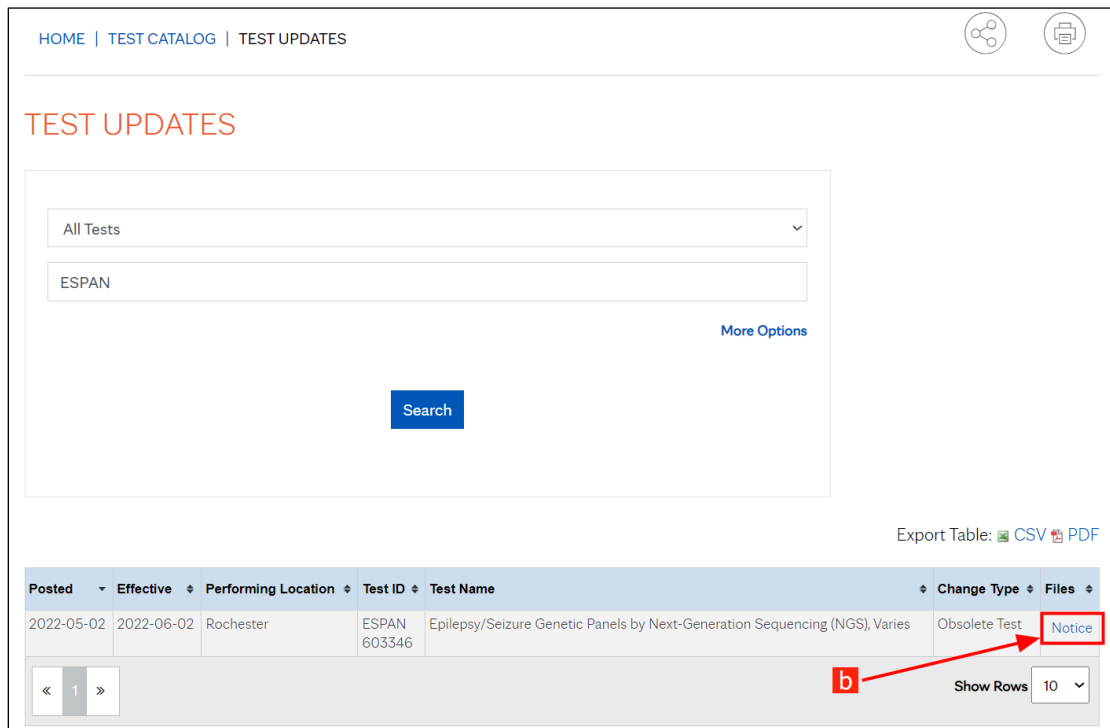 HOME | TEST CATALOG | TEST UPDATES
TEST UPDATES
All Tests
ESPAN
More Options
Search
Export Table: CSV PDF
Posted Effective Performing Location Test ID Test Name Change Type Files
2022-05-02 2022-06-02 Rochester ESPAN Epilepsy/Seizure Genetic Panels by Next-Generation Sequencing (NGS), Varies Obsolete Test Notice
603346
b
« 1 » Show Rows 10